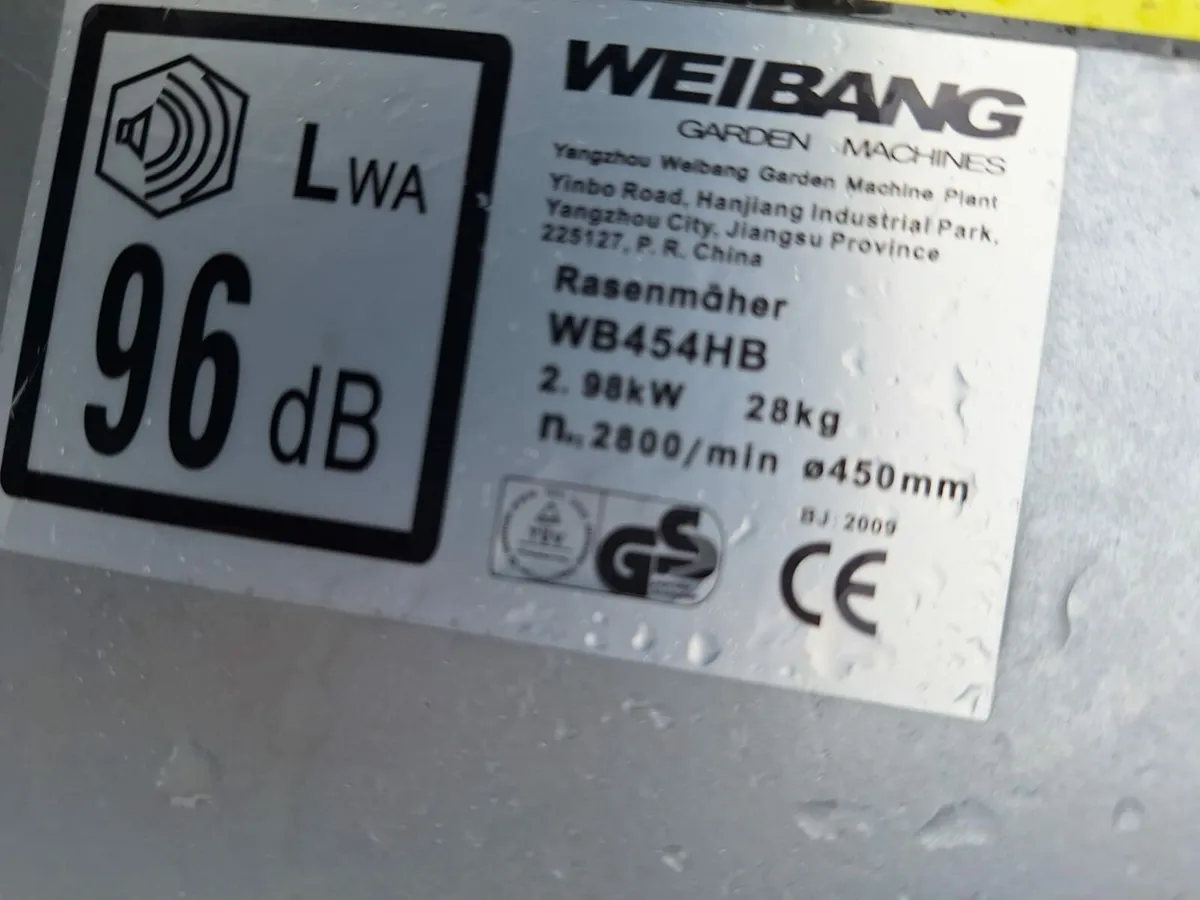 LWA
96 dB
WEIBANG
GARDEN MACHINES
Yangzhou Weibang Garden Machine Plant
Yinbo Road, Hanjiang Industrial Park,
Yangzhou City, Jiangsu Province
225127, P. R. China
Rasenmäher
WB454HB
2. 98kW 28kg
n 2800/min ø450mm
BJ: 2009
TÜV
GS
CE